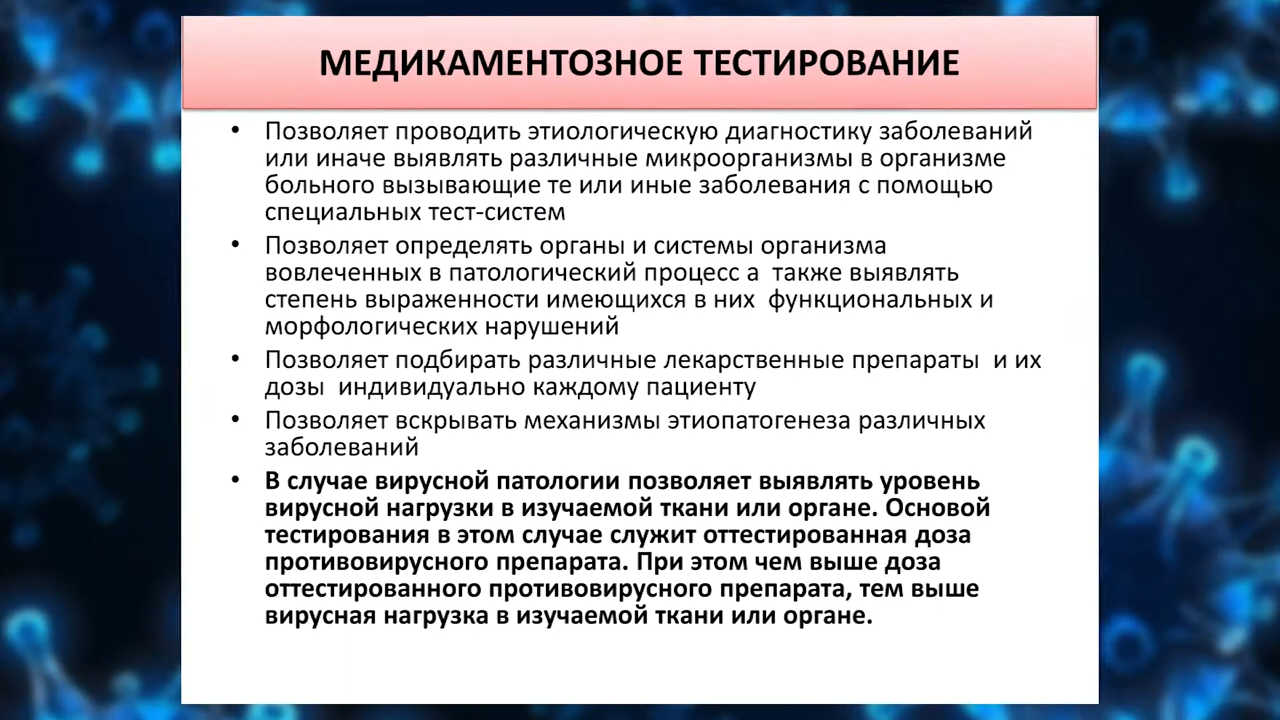 МЕДИКАМЕНТОЗНОЕ ТЕСТИРОВАНИЕ
• Позволяет проводить этиологическую диагностику заболеваний
или иначе выявлять различные микроорганизмы в организме
больного вызывающие те или иные заболевания с помощью
специальных тест-систем
• Позволяет определять органы и системы организма
вовлеченных в патологический процесс а  также выявлять
степень выраженности имеющихся в них  функциональных и
морфологических нарушений
• Позволяет подбирать различные лекарственные препараты  и их
дозы  индивидуально каждому пациенту
• Позволяет вскрывать механизмы этиопатогенеза различных
заболеваний
• В случае вирусной патологии позволяет выявлять уровень
вирусной нагрузки в изучаемой ткани или органе. Основой
тестирования в этом случае служит оттестированная доза
противовирусного препарата. При этом чем выше доза
оттестированного противовирусного препарата, тем выше
вирусная нагрузка в изучаемой ткани или органе.